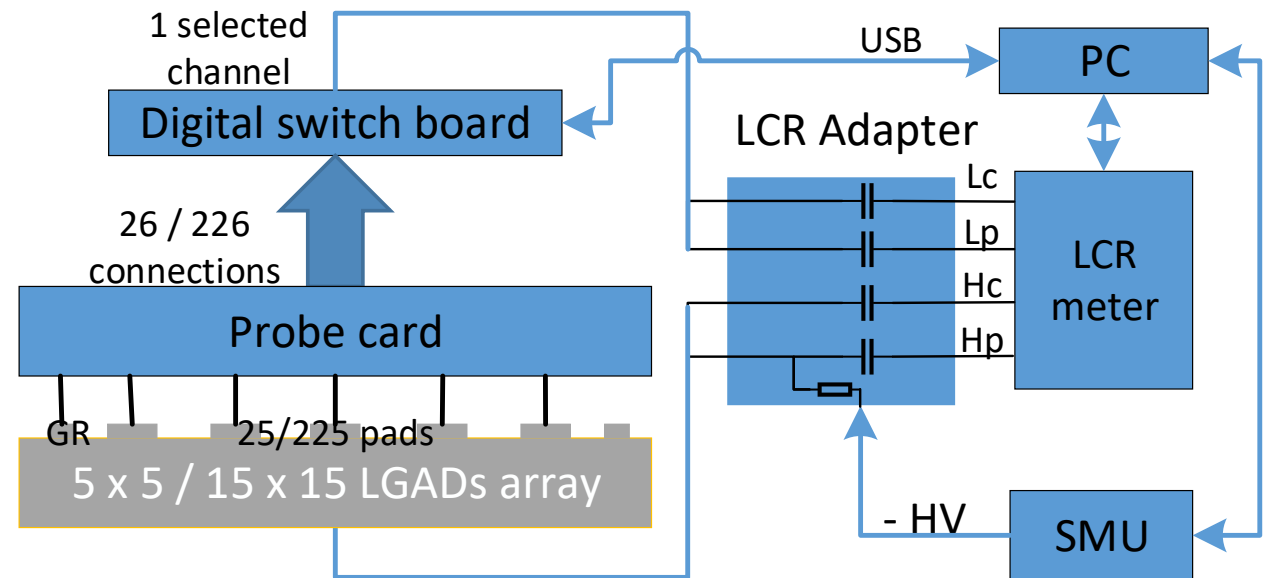 1 selected
channel
USB
PC
Digital switch board
LCR Adapter
Lc
26 / 226
connections
Lp
LCR
meter
Hc
Probe card
Hp
GR
25/225 pads
5 x 5 / 15 x 15 LGADs array
- HV
SMU